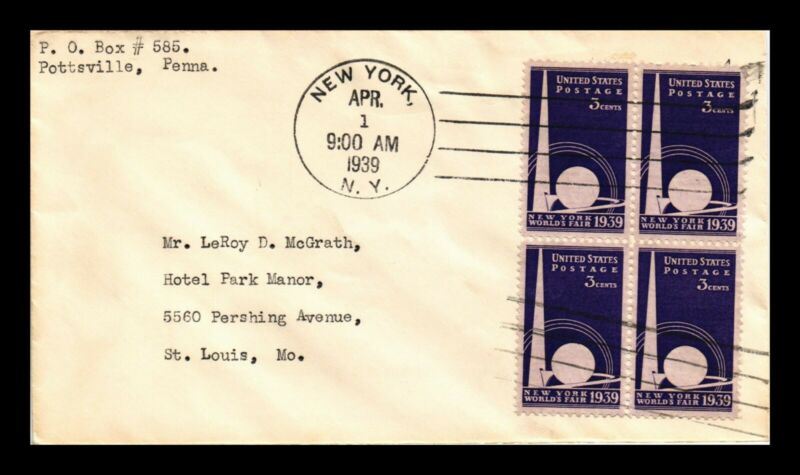 P. O. Box # 585.
Pottsville, Penna.
NEW YORK,
APR.
1
9:00 AM
1939
N. Y.
UNITED STATES
POSTAGE
3 CENTS
NEW YORK
WORLD'S FAIR 1939
UNITED STATES
POSTAGE
3 CENTS
NEW YORK
WORLD'S FAIR 1939
UNITED STATES
POSTAGE
3 CENTS
NEW YORK
WORLD'S FAIR 1939
UNITED STATES
POSTAGE
3 CENTS
NEW YORK
WORLD'S FAIR 1939
Mr. LeRoy D. McGrath,
Hotel Park Manor,
5560 Pershing Avenue,
St. Louis, Mo.